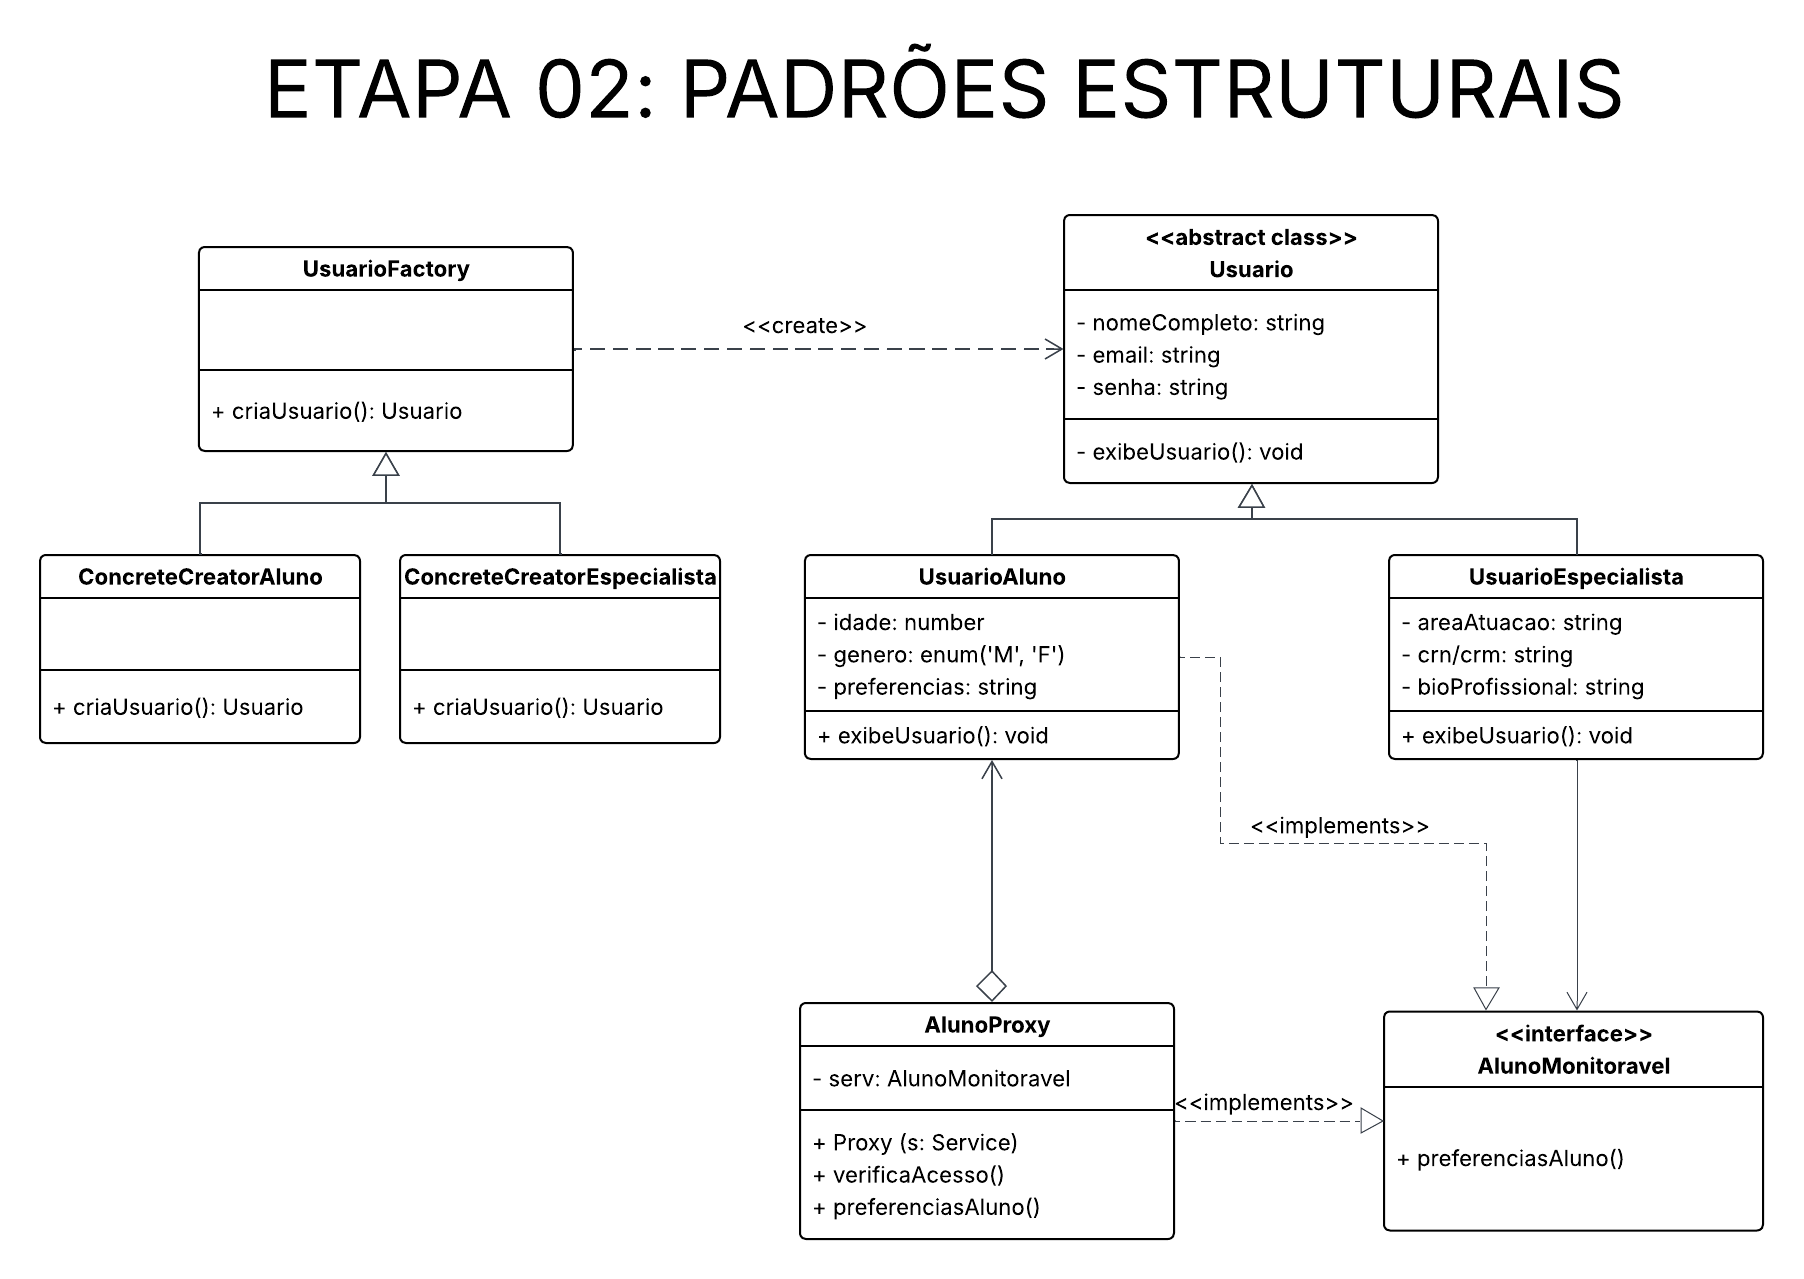 ETAPA 02: PADRÕES ESTRUTURAIS
UsuarioFactory
+ criaUsuario(): Usuario
<<create>>
<<abstract class>>
Usuario
- nomeCompleto: string
- email: string
- senha: string
- exibeUsuario(): void
ConcreteCreatorAluno
+ criaUsuario(): Usuario
ConcreteCreatorEspecialista
+ criaUsuario(): Usuario
UsuarioAluno
- idade: number
- genero: enum('M', 'F')
- preferencias: string
+ exibeUsuario(): void
UsuarioEspecialista
- areaAtuacao: string
- crn/crm: string
- bioProfissional: string
+ exibeUsuario(): void
<<implements>>
AlunoProxy
- serv: AlunoMonitoravel
+ Proxy (s: Service)
+ verificaAcesso()
+ preferenciasAluno()
<<implements>>
<<interface>>
AlunoMonitoravel
+ preferenciasAluno()